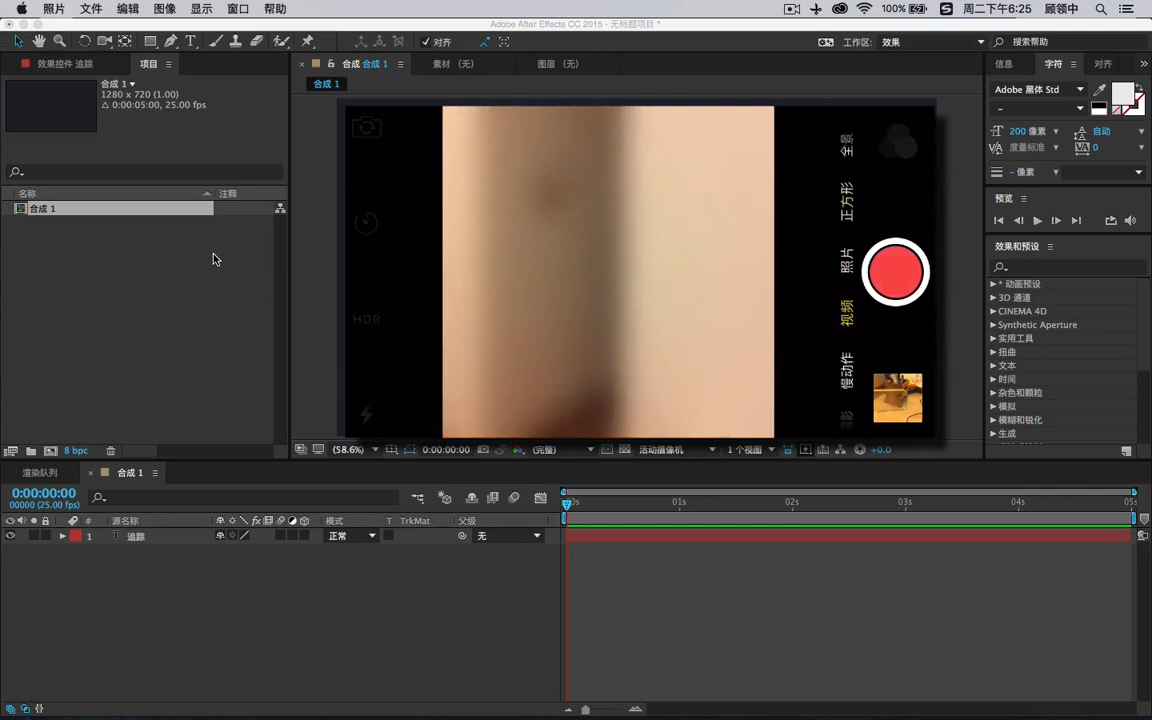 照片 文件 编辑 图像 显示 窗口 帮助 100% 周二下午6:25 顾领中
Adobe After Effects CC 2015 - 无标题项目 *
对齐 工作区: 效果 搜索帮助
效果控件 追踪 项目 合成 合成 1 素材 (无) 图层 (无) 信息 字符 对齐
合成 1
合成 1
1280 x 720 (1.00)
Δ 0:00:05:00, 25.00 fps
名称 注释
合成 1
8 bpc
HDR
全景
正方形
照片
视频
慢动作
(58.6%) 0:00:00:00 (完整) 活动摄像机 1 个视图 +0.0
Adobe 黑体 Std
-
200 像素 自动
度量标准 0
- 像素
预览
效果和预设
* 动画预设
3D 通道
CINEMA 4D
Synthetic Aperture
实用工具
扭曲
文本
时间
杂色和颗粒
模拟
模糊和锐化
生成
渲染队列 合成 1
0:00:00:00
00000 (25.00 fps)
# 源名称 模式 T TrkMat 父级
1 T 追踪 正常 无
0s 01s 02s 03s 04s 05s